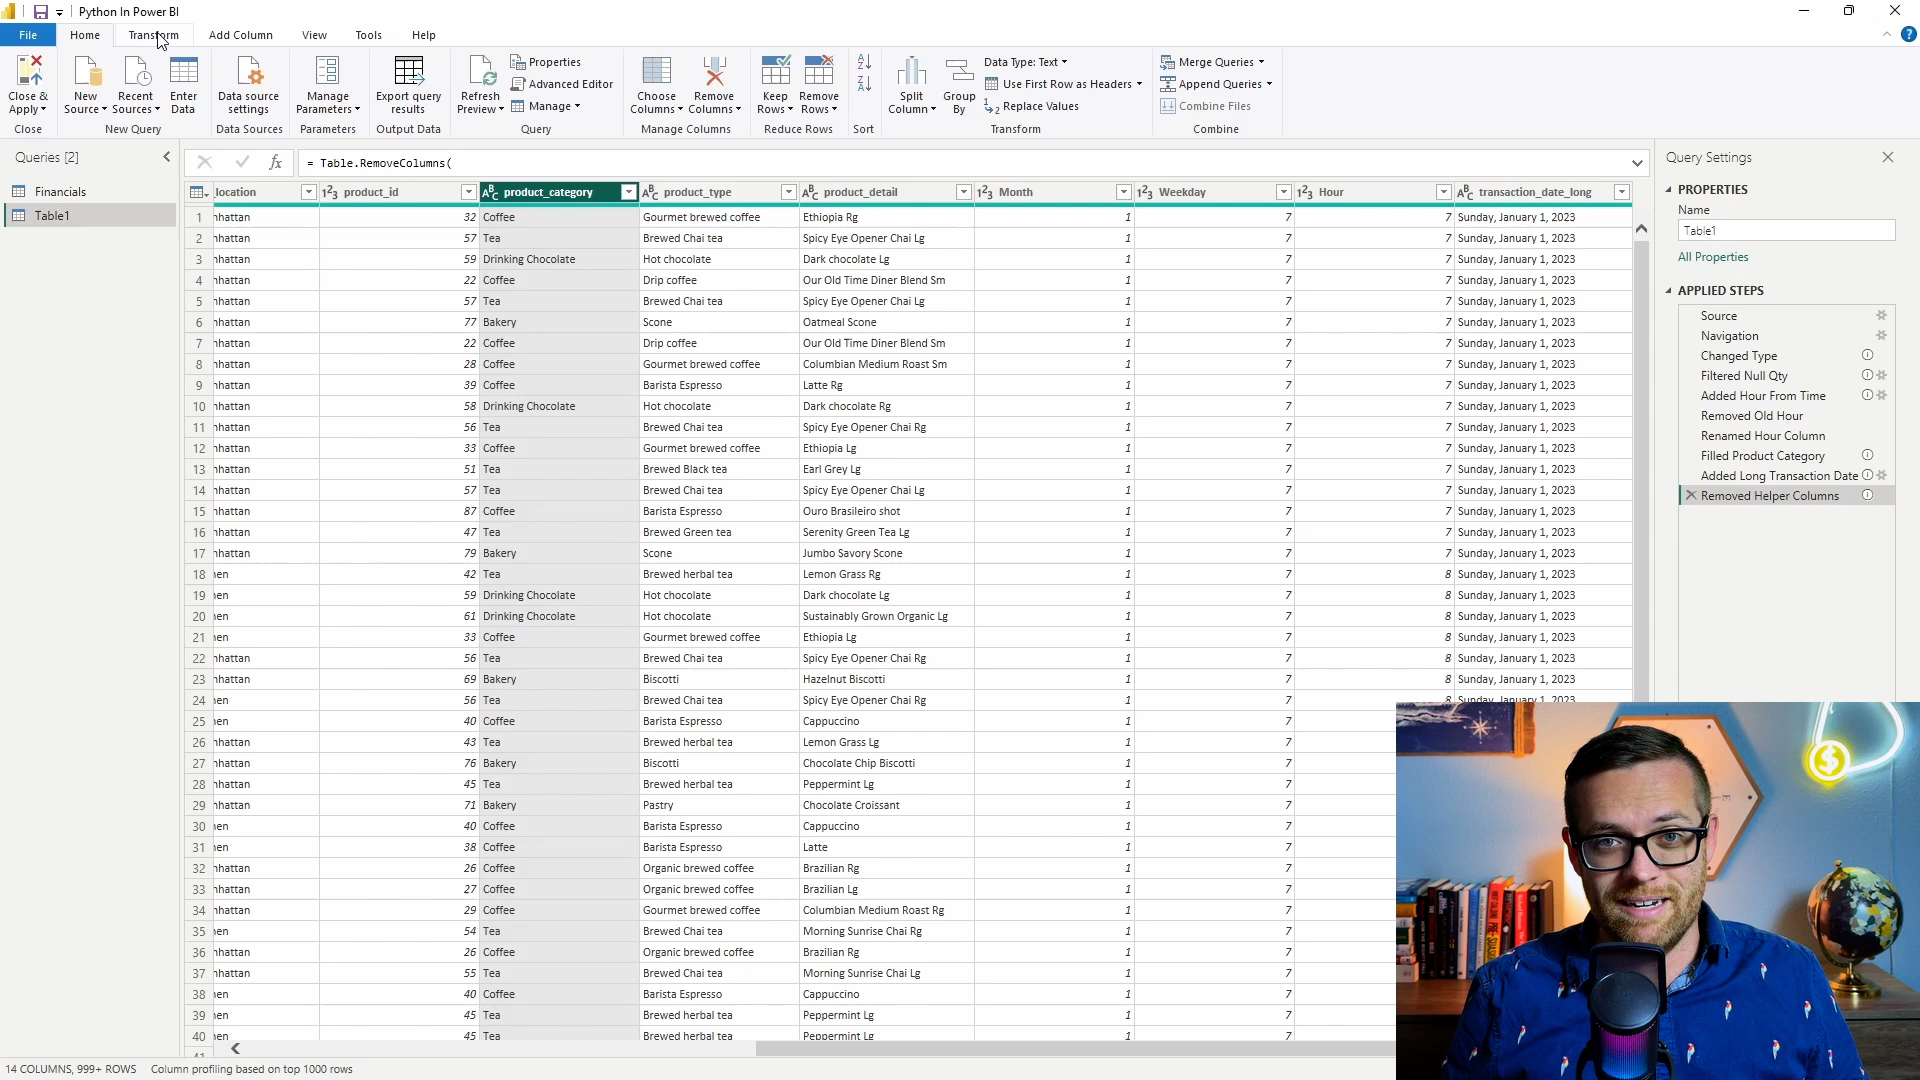 Python In Power BI
File Home Transform Add Column View Tools Help
Close & Apply
New Source
Recent Sources
Enter Data
Data source settings
Manage Parameters
Export query results
Refresh Preview
Properties
Advanced Editor
Manage
Choose Columns
Remove Columns
Keep Rows
Remove Rows
Split Column
Group By
Data Type: Text
Use First Row as Headers
Replace Values
Merge Queries
Append Queries
Combine Files
Close New Query Data Sources Parameters Output Data Query Manage Columns Reduce Rows Sort Transform Combine
Queries [2]
Financials
Table1
= Table.RemoveColumns(
location product_id product_category product_type product_detail Month Weekday Hour transaction_date_long
1 nhattan 32 Coffee Gourmet brewed coffee Ethiopia Rg 1 7 7 Sunday, January 1, 2023
2 nhattan 57 Tea Brewed Chai tea Spicy Eye Opener Chai Lg 1 7 7 Sunday, January 1, 2023
3 nhattan 59 Drinking Chocolate Hot chocolate Dark chocolate Lg 1 7 7 Sunday, January 1, 2023
4 nhattan 22 Coffee Drip coffee Our Old Time Diner Blend Sm 1 7 7 Sunday, January 1, 2023
5 nhattan 57 Tea Brewed Chai tea Spicy Eye Opener Chai Lg 1 7 7 Sunday, January 1, 2023
6 nhattan 77 Bakery Scone Oatmeal Scone 1 7 7 Sunday, January 1, 2023
7 nhattan 22 Coffee Drip coffee Our Old Time Diner Blend Sm 1 7 7 Sunday, January 1, 2023
8 nhattan 28 Coffee Gourmet brewed coffee Columbian Medium Roast Sm 1 7 7 Sunday, January 1, 2023
9 nhattan 39 Coffee Barista Espresso Latte Rg 1 7 7 Sunday, January 1, 2023
10 nhattan 58 Drinking Chocolate Hot chocolate Dark chocolate Rg 1 7 7 Sunday, January 1, 2023
11 nhattan 56 Tea Brewed Chai tea Spicy Eye Opener Chai Rg 1 7 7 Sunday, January 1, 2023
12 nhattan 33 Coffee Gourmet brewed coffee Ethiopia Lg 1 7 7 Sunday, January 1, 2023
13 nhattan 51 Tea Brewed Black tea Earl Grey Lg 1 7 7 Sunday, January 1, 2023
14 nhattan 57 Tea Brewed Chai tea Spicy Eye Opener Chai Lg 1 7 7 Sunday, January 1, 2023
15 nhattan 87 Coffee Barista Espresso Ouro Brasileiro shot 1 7 7 Sunday, January 1, 2023
16 nhattan 47 Tea Brewed Green tea Serenity Green Tea Lg 1 7 7 Sunday, January 1, 2023
17 nhattan 79 Bakery Scone Jumbo Savory Scone 1 7 7 Sunday, January 1, 2023
18 hen 42 Tea Brewed herbal tea Lemon Grass Rg 1 7 8 Sunday, January 1, 2023
19 hen 59 Drinking Chocolate Hot chocolate Dark chocolate Lg 1 7 8 Sunday, January 1, 2023
20 hen 61 Drinking Chocolate Hot chocolate Sustainably Grown Organic Lg 1 7 8 Sunday, January 1, 2023
21 hen 33 Coffee Gourmet brewed coffee Ethiopia Lg 1 7 8 Sunday, January 1, 2023
22 nhattan 56 Tea Brewed Chai tea Spicy Eye Opener Chai Rg 1 7 8 Sunday, January 1, 2023
23 nhattan 69 Bakery Biscotti Hazelnut Biscotti 1 7 8 Sunday, January 1, 2023
24 hen 56 Tea Brewed Chai tea Spicy Eye Opener Chai Rg 1 7 8 Sunday, January 1, 2023
25 hen 40 Coffee Barista Espresso Cappuccino 1 7
26 nhattan 43 Tea Brewed herbal tea Lemon Grass Lg 1 7
27 nhattan 76 Bakery Biscotti Chocolate Chip Biscotti 1 7
28 nhattan 45 Tea Brewed herbal tea Peppermint Lg 1 7
29 nhattan 71 Bakery Pastry Chocolate Croissant 1 7
30 hen 40 Coffee Barista Espresso Cappuccino 1 7
31 hen 38 Coffee Barista Espresso Latte 1 7
32 nhattan 26 Coffee Organic brewed coffee Brazilian Rg 1 7
33 nhattan 27 Coffee Organic brewed coffee Brazilian Lg 1 7
34 nhattan 29 Coffee Gourmet brewed coffee Columbian Medium Roast Rg 1 7
35 hen 54 Tea Brewed Chai tea Morning Sunrise Chai Rg 1 7
36 nhattan 26 Coffee Organic brewed coffee Brazilian Rg 1 7
37 nhattan 55 Tea Brewed Chai tea Morning Sunrise Chai Lg 1 7
38 hen 40 Coffee Barista Espresso Cappuccino 1 7
39 hen 45 Tea Brewed herbal tea Peppermint Lg 1 7
40 hen 45 Tea Brewed herbal tea Peppermint Lg 1 7
41
Query Settings
PROPERTIES
Name
Table1
All Properties
APPLIED STEPS
Source
Navigation
Changed Type
Filtered Null Qty
Added Hour From Time
Removed Old Hour
Renamed Hour Column
Filled Product Category
Added Long Transaction Date
Removed Helper Columns
14 COLUMNS, 999+ ROWS Column profiling based on top 1000 rows